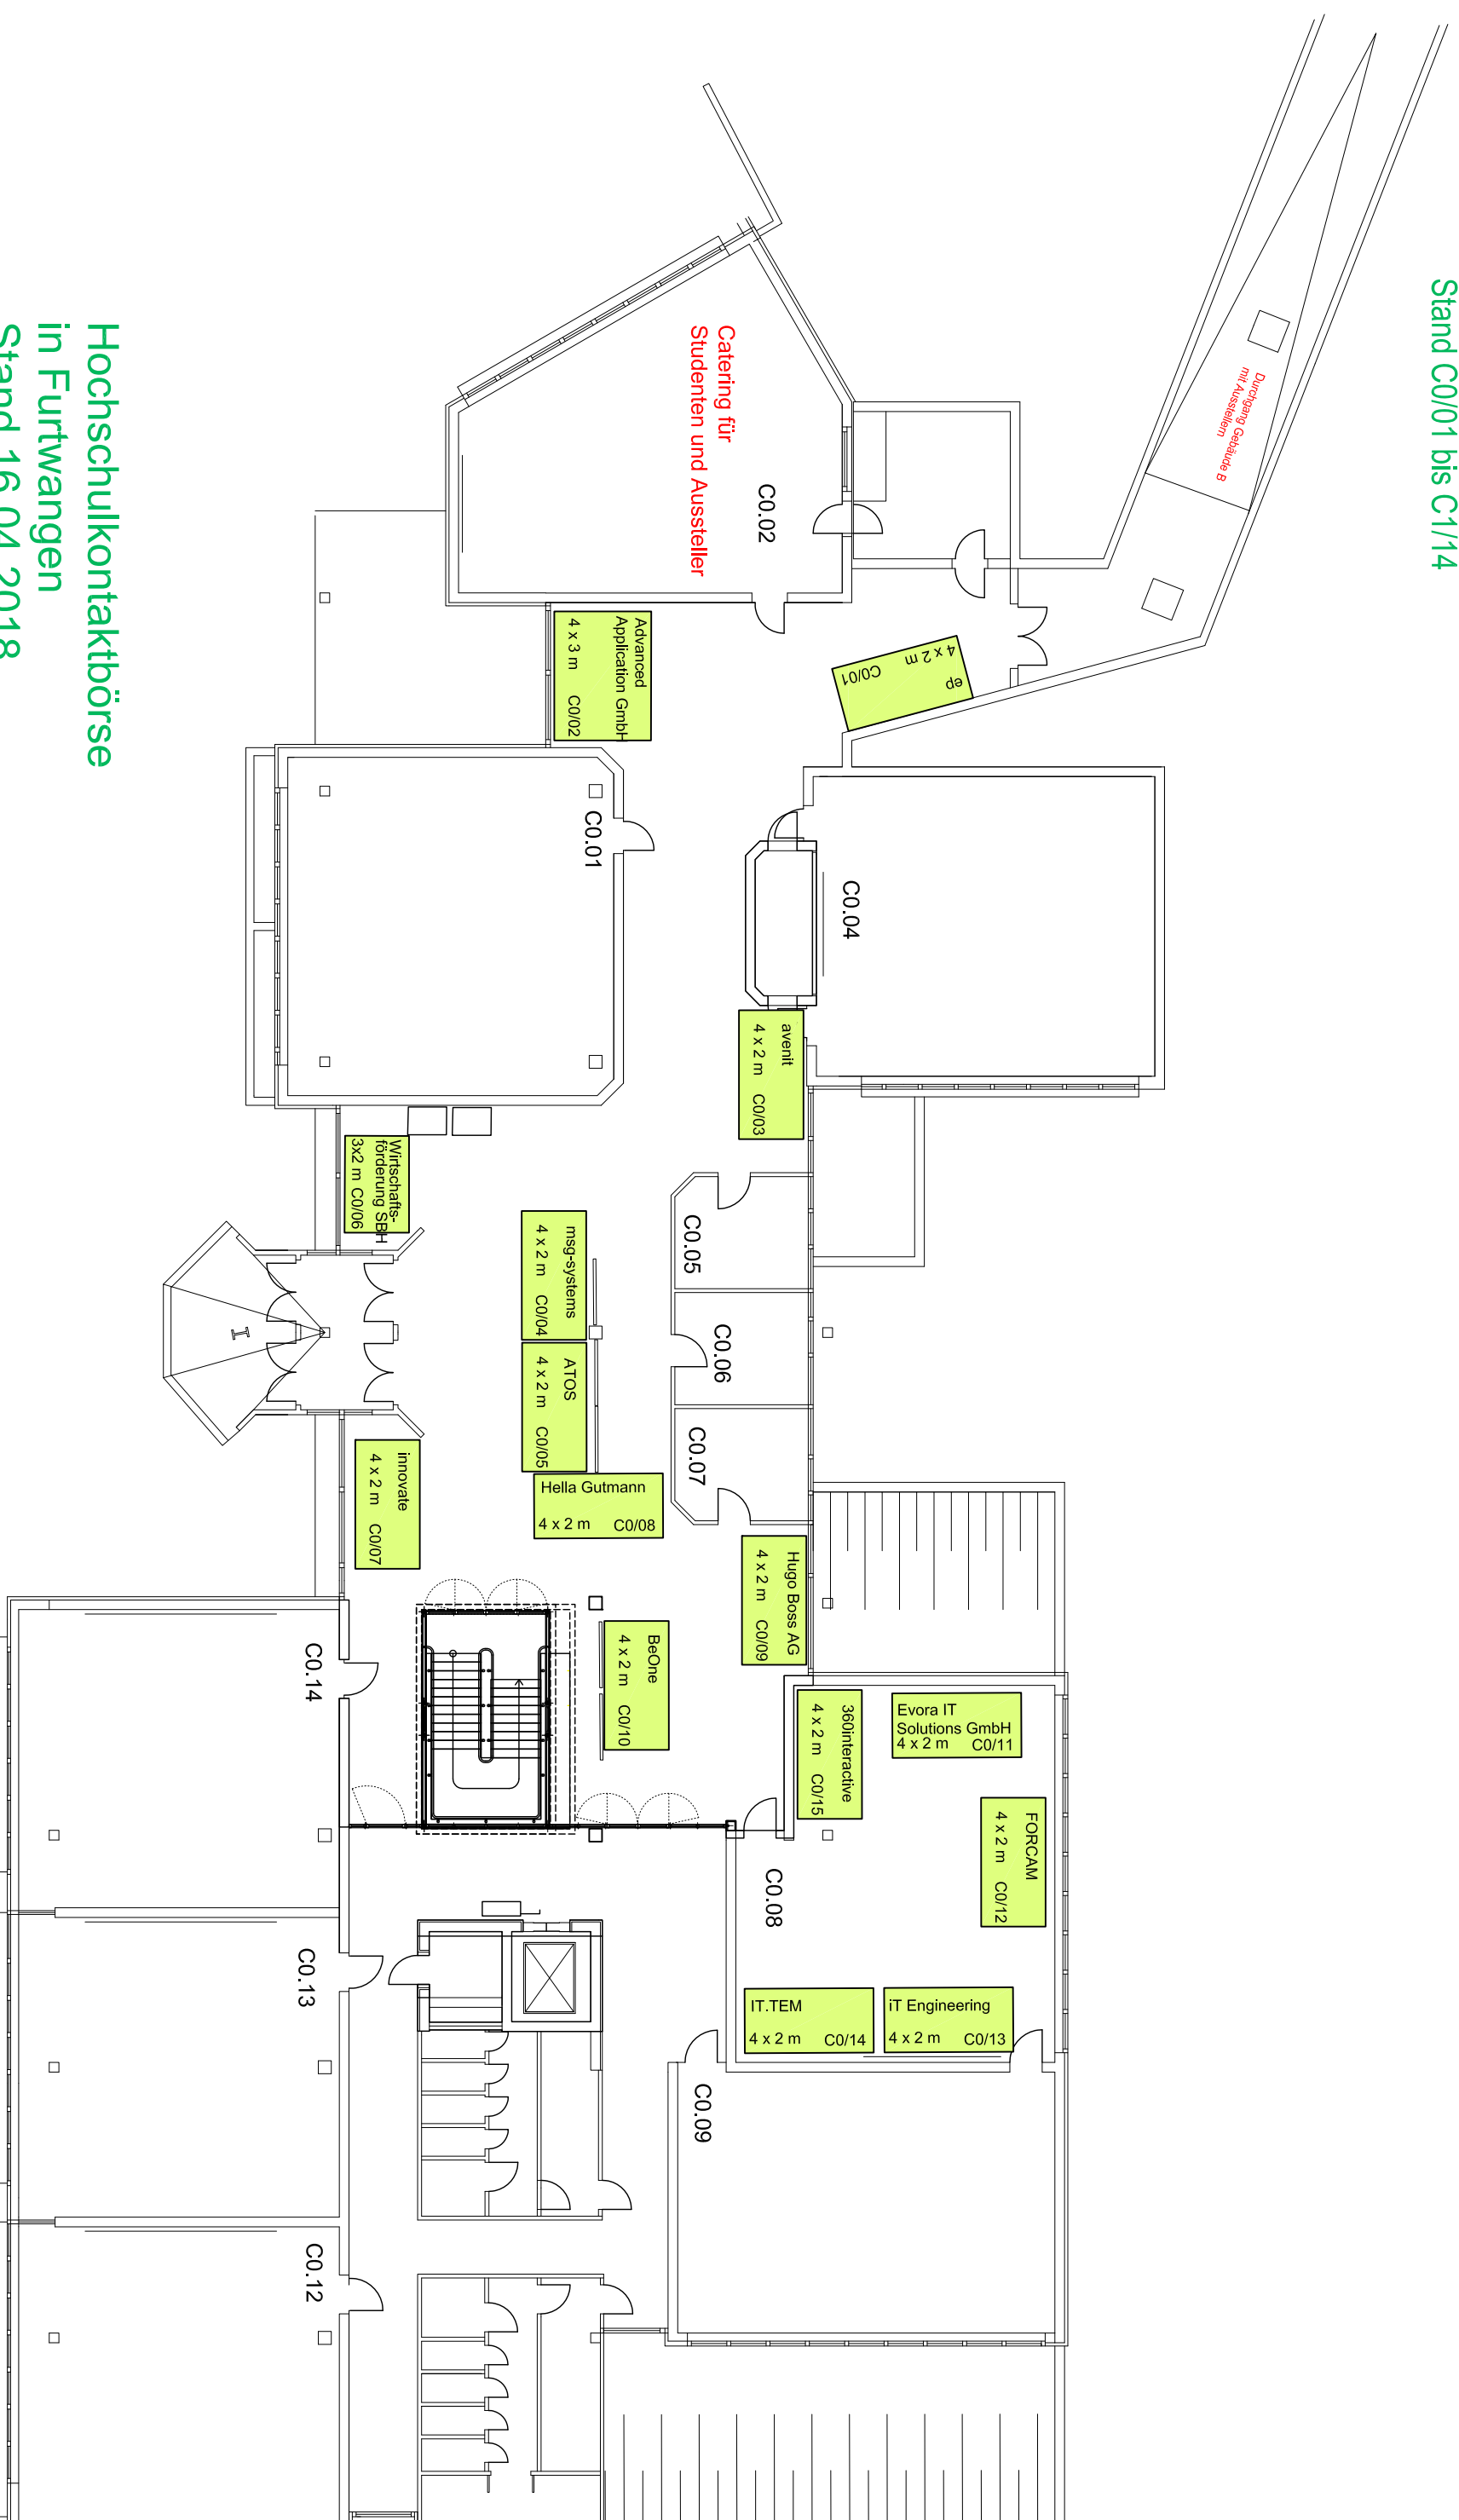 Stand C0/01 bis C1/14
Durchgang Gebäude B
mit Ausstellern
Catering für
Studenten und Aussteller
C0.02
ep
4 x 2 m C0/01
Advanced
Application GmbH
4 x 3 m C0/02
C0.01
C0.04
avenit
4 x 2 m C0/03
Wirtschafts-
förderung SBH
3x2 m C0/06
msg-systems
4 x 2 m C0/04
ATOS
4 x 2 m C0/05
C0.05
C0.06
C0.07
innovate
4 x 2 m C0/07
Hella Gutmann
4 x 2 m C0/08
Hugo Boss AG
4 x 2 m C0/09
BeOne
4 x 2 m C0/10
360interactive
4 x 2 m C0/15
Evora IT
Solutions GmbH
4 x 2 m C0/11
FORCAM
4 x 2 m C0/12
C0.14
C0.08
IT.TEM
4 x 2 m C0/14
iT Engineering
4 x 2 m C0/13
C0.13
C0.09
C0.12
Hochschulkontaktbörse
in Furtwangen
Stand 16.04.2018